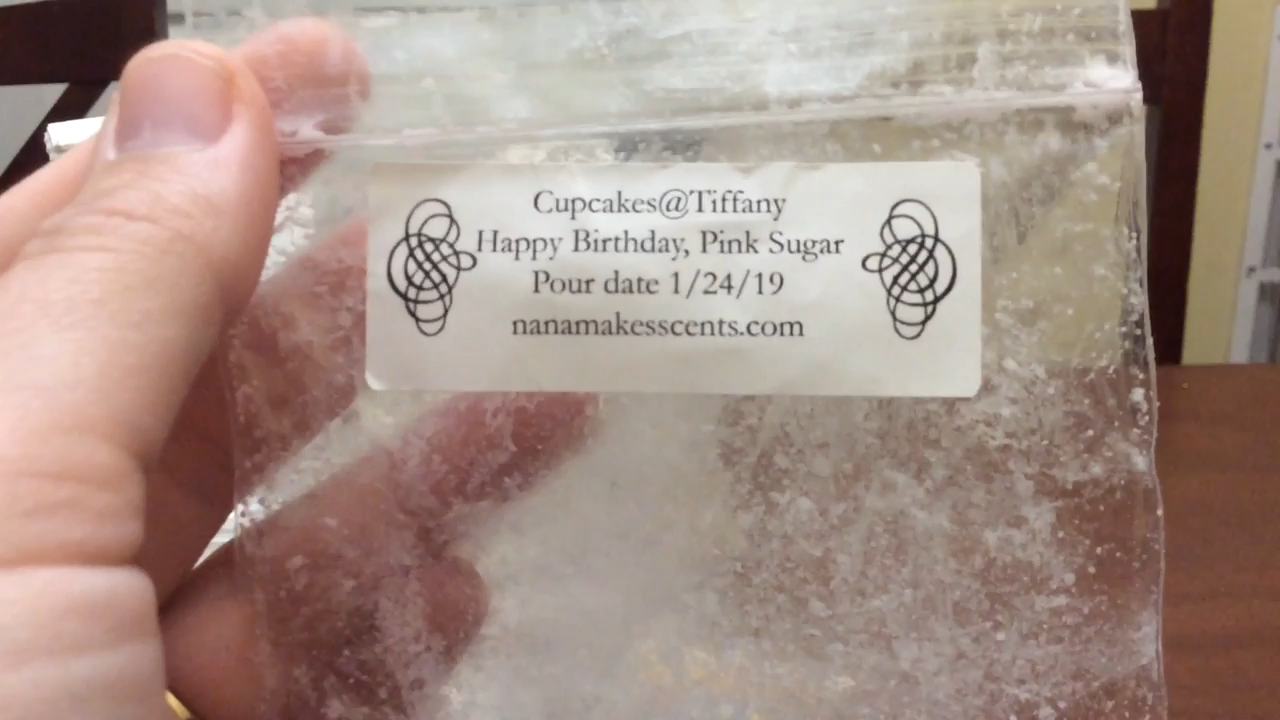 Cupcakes@Tiffany
Happy Birthday, Pink Sugar
Pour date 1/24/19
nanamakesscents.com